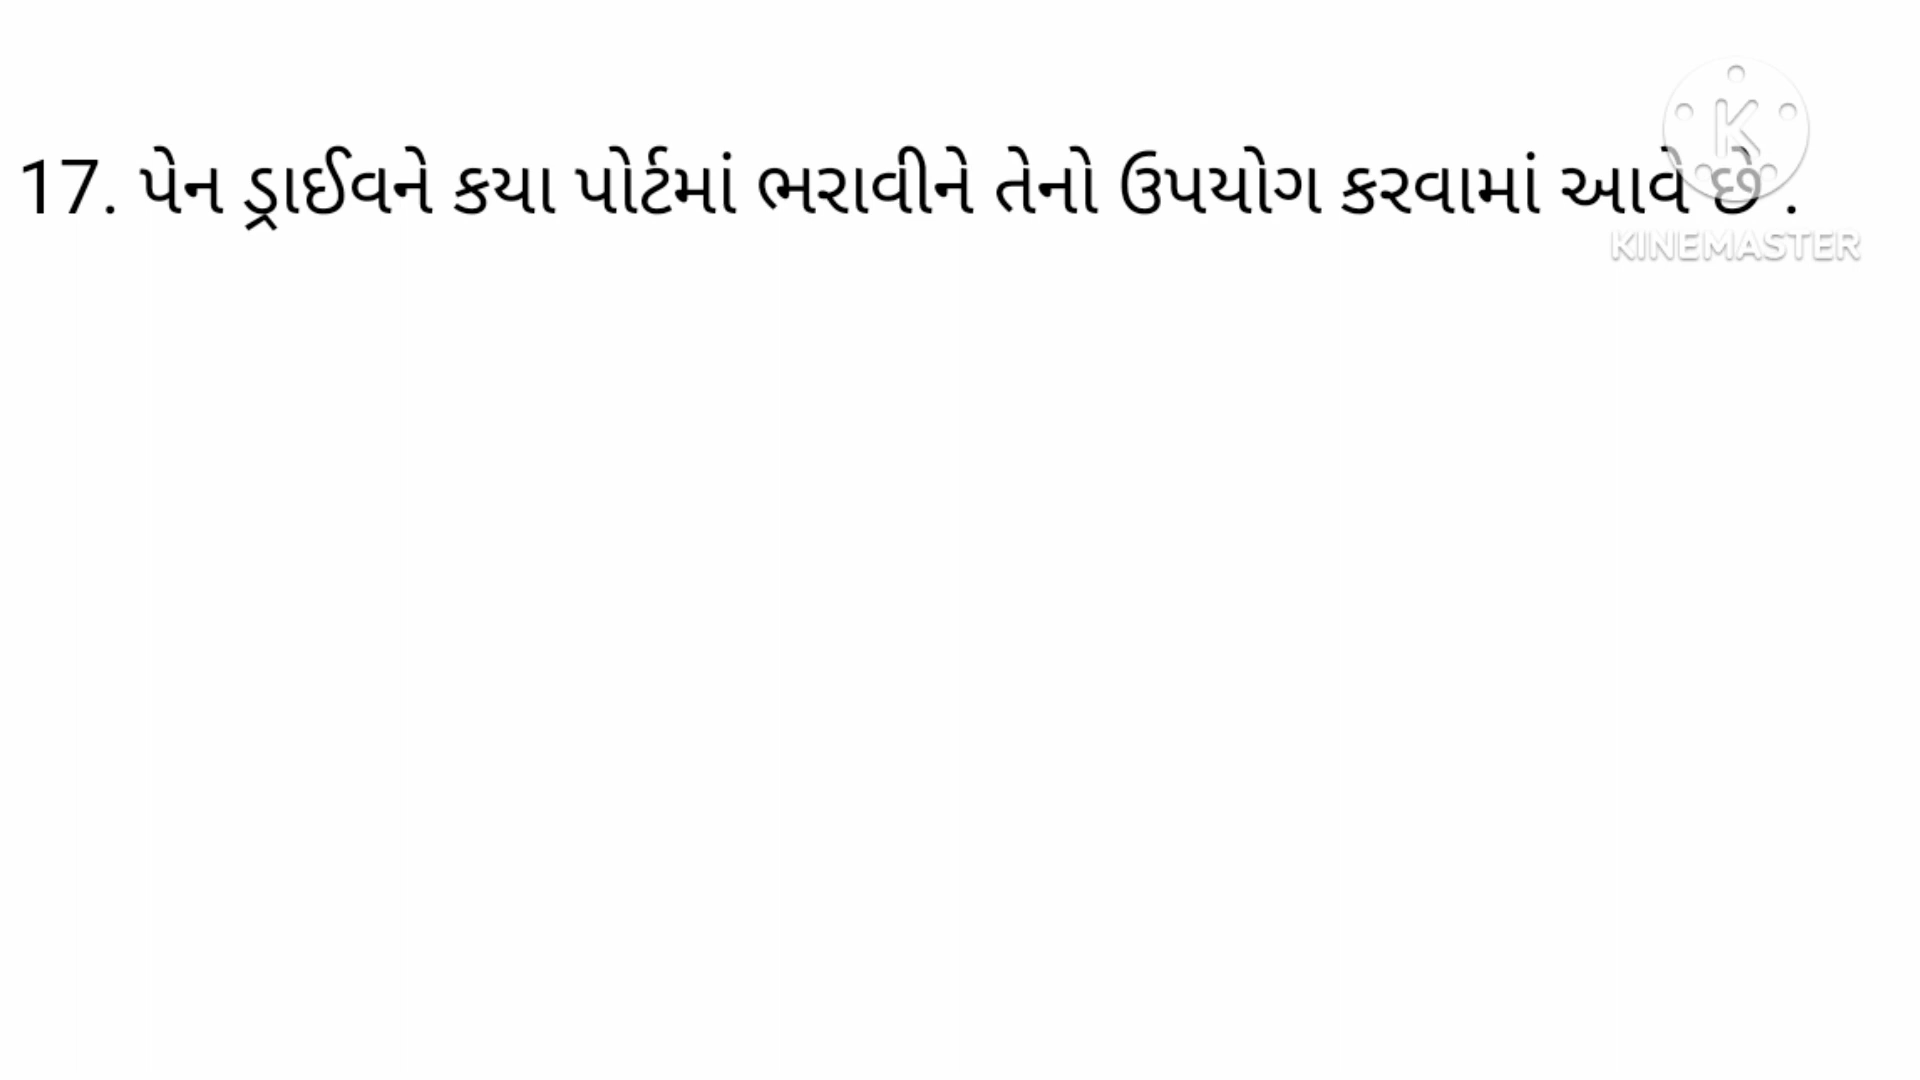 17. પેન ડ્રાઈવને કયા પોર્ટમાં ભરાવીને તેનો ઉપયોગ કરવામાં આવે છે .
K
KINEMASTER